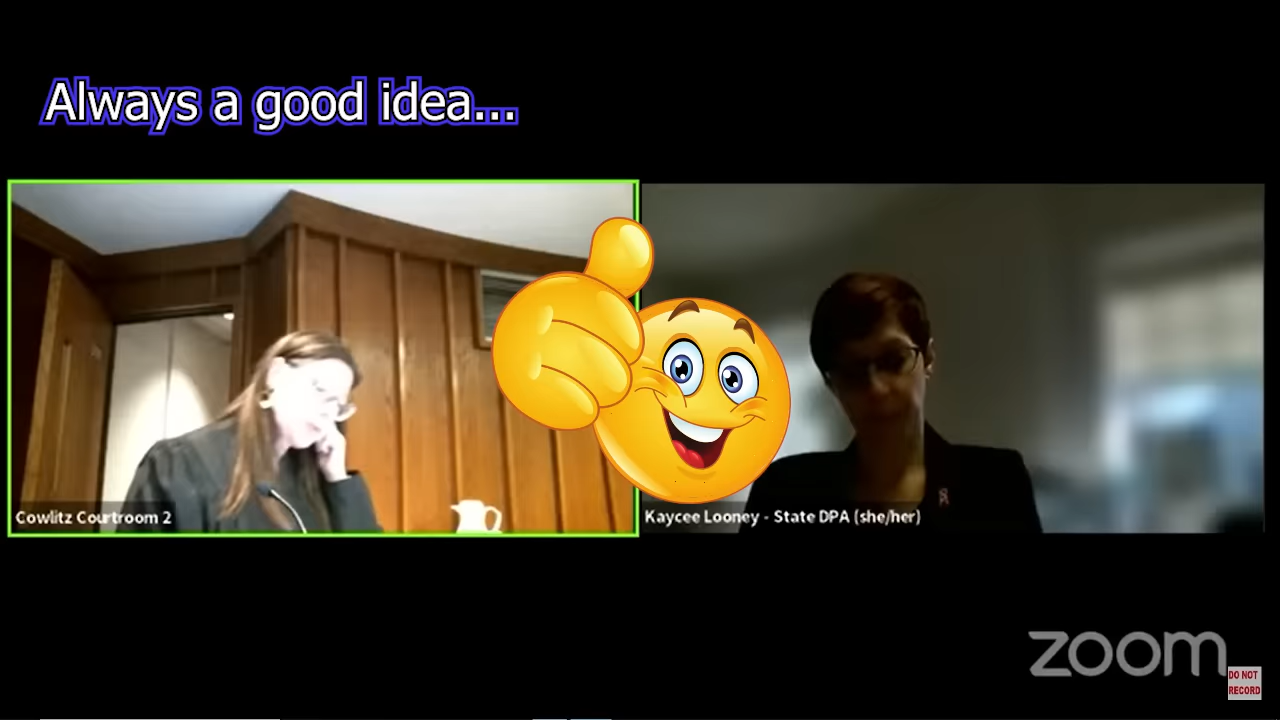 Always a good idea...
Cowlitz Courtroom 2
Kaycee Looney - State DPA (she/her)
zoom
DO NOT
RECORD